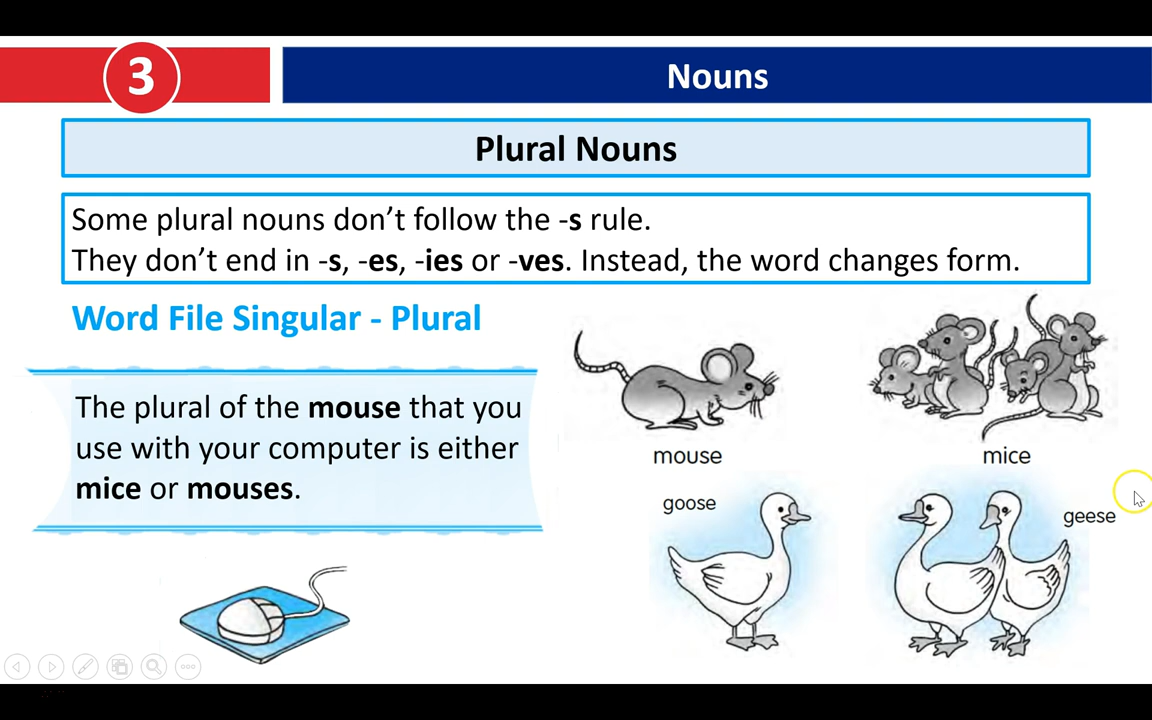 3
Nouns
Plural Nouns
Some plural nouns don’t follow the -s rule.
They don’t end in -s, -es, -ies or -ves. Instead, the word changes form.
Word File Singular - Plural
The plural of the mouse that you
use with your computer is either
mice or mouses.
mouse
mice
goose
geese